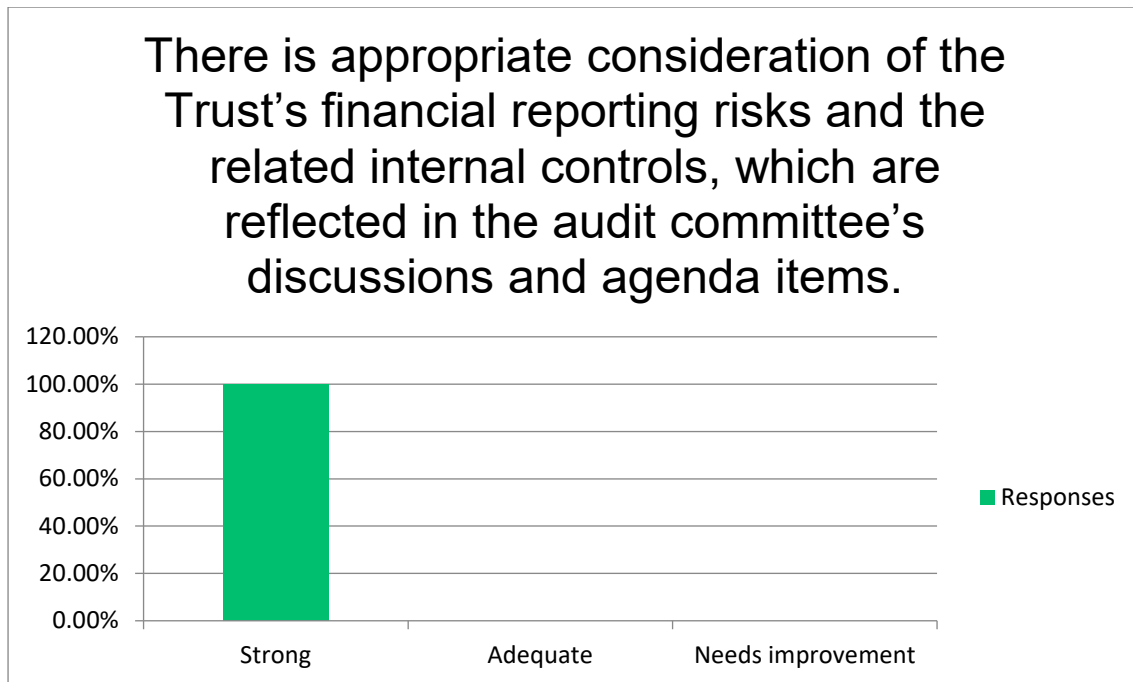 There is appropriate consideration of the
Trust’s financial reporting risks and the
related internal controls, which are
reflected in the audit committee’s
discussions and agenda items.
120.00%
100.00%
80.00%
60.00%
40.00%
20.00%
0.00%
Strong
Adequate
Needs improvement
Responses